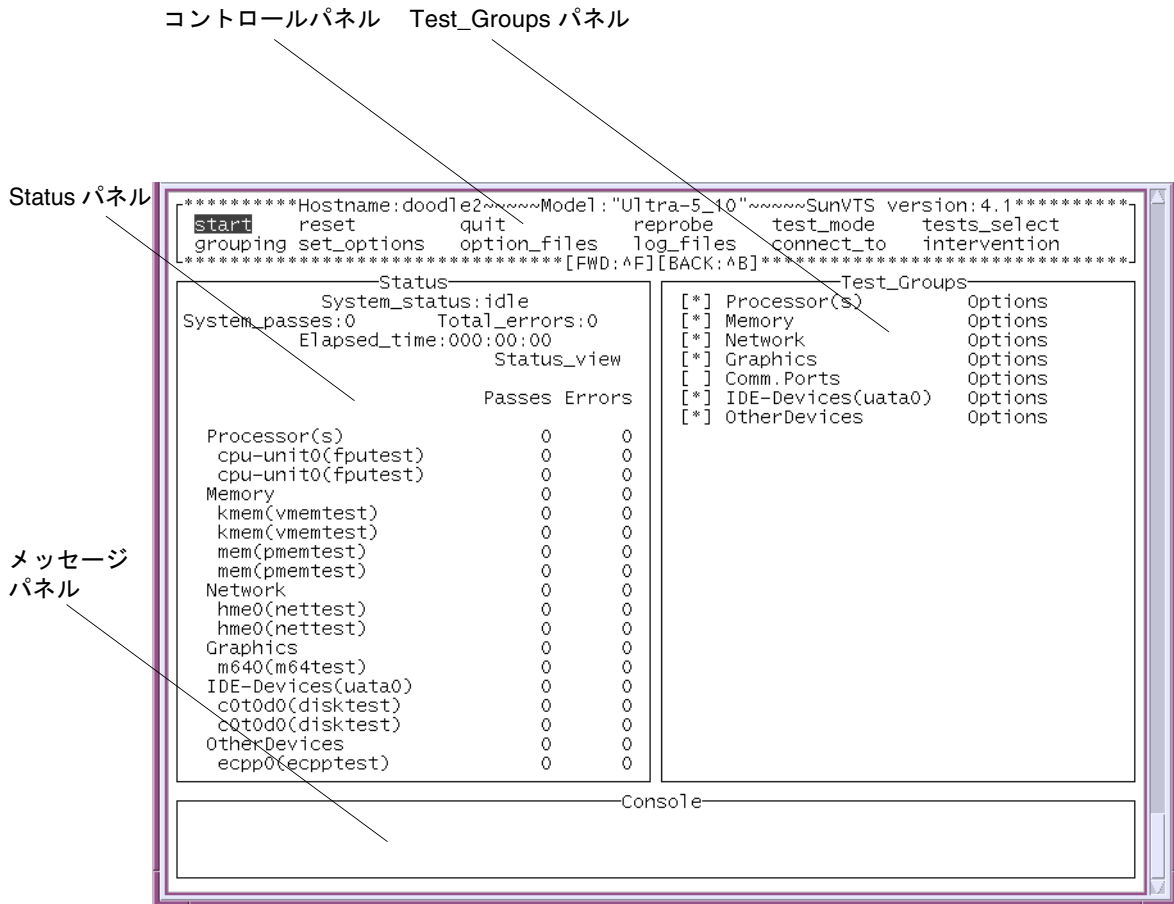 コントロールパネル Test_Groups パネル
Status パネル
**********Hostname:doodle2~~~~~Model:"Ultra-5_10"~~~~~SunVTS version:4.1**********
start reset quit reprobe test_mode tests_select
grouping set_options option_files log_files connect_to intervention
*********************************[FWD:^F][BACK:^B]********************************
Status
System_status:idle
System_passes:0 Total_errors:0
Elapsed_time:000:00:00
Status_view
Passes Errors
Processor(s) 0 0
cpu-unit0(fputest) 0 0
cpu-unit0(fputest) 0 0
Memory 0 0
kmem(vmemtest) 0 0
kmem(vmemtest) 0 0
mem(pmemtest) 0 0
mem(pmemtest) 0 0
Network 0 0
hme0(nettest) 0 0
hme0(nettest) 0 0
Graphics 0 0
m640(m64test) 0 0
IDE-Devices(uata0) 0 0
c0t0d0(disktest) 0 0
c0t0d0(disktest) 0 0
OtherDevices 0 0
ecpp0(ecpptest) 0 0
Test_Groups
[*] Processor(s) Options
[*] Memory Options
[*] Network Options
[*] Graphics Options
[ ] Comm.Ports Options
[*] IDE-Devices(uata0) Options
[*] OtherDevices Options
メッセージ
パネル
Console